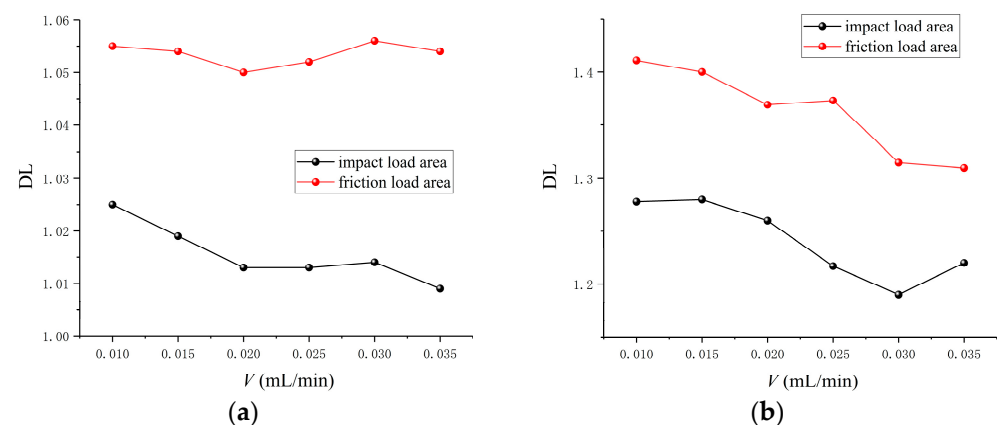 1.06
1.05
1.04
1.03
1.02
1.01
1.00
DL
impact load area
friction load area
0.010 0.015 0.020 0.025 0.030 0.035
V (mL/min)
(a)
1.4
1.3
1.2
DL
impact load area
friction load area
0.010 0.015 0.020 0.025 0.030 0.035
V (mL/min)
(b)